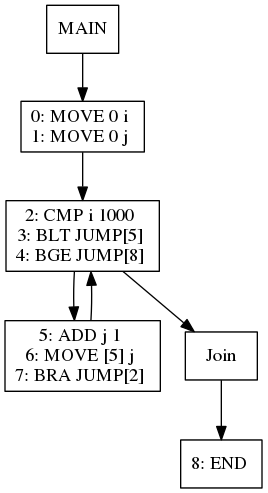 MAIN
0: MOVE 0 i
1: MOVE 0 j
2: CMP i 1000
3: BLT JUMP[5]
4: BGE JUMP[8]
5: ADD j 1
6: MOVE [5] j
7: BRA JUMP[2]
Join
8: END